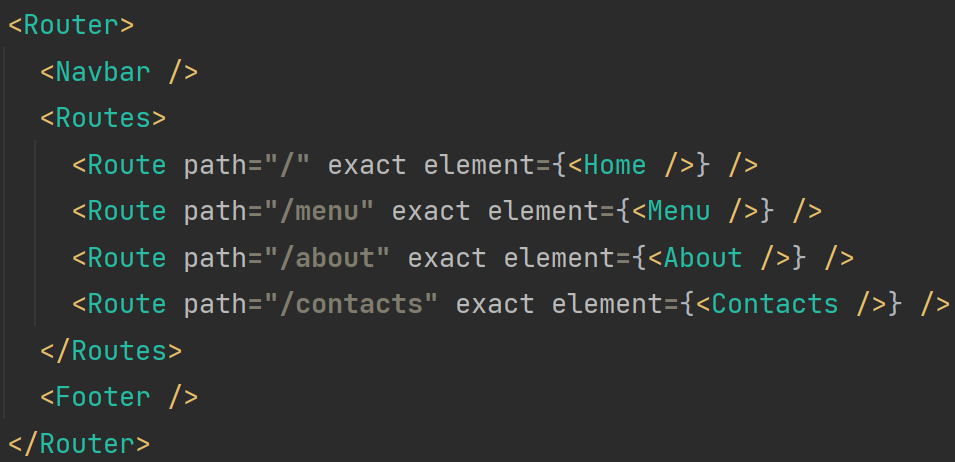 <Router>
<Navbar />
<Routes>
<Route path="/" exact element={<Home />} />
<Route path="/menu" exact element={<Menu />} />
<Route path="/about" exact element={<About />} />
<Route path="/contacts" exact element={<Contacts />} />
</Routes>
<Footer />
</Router>